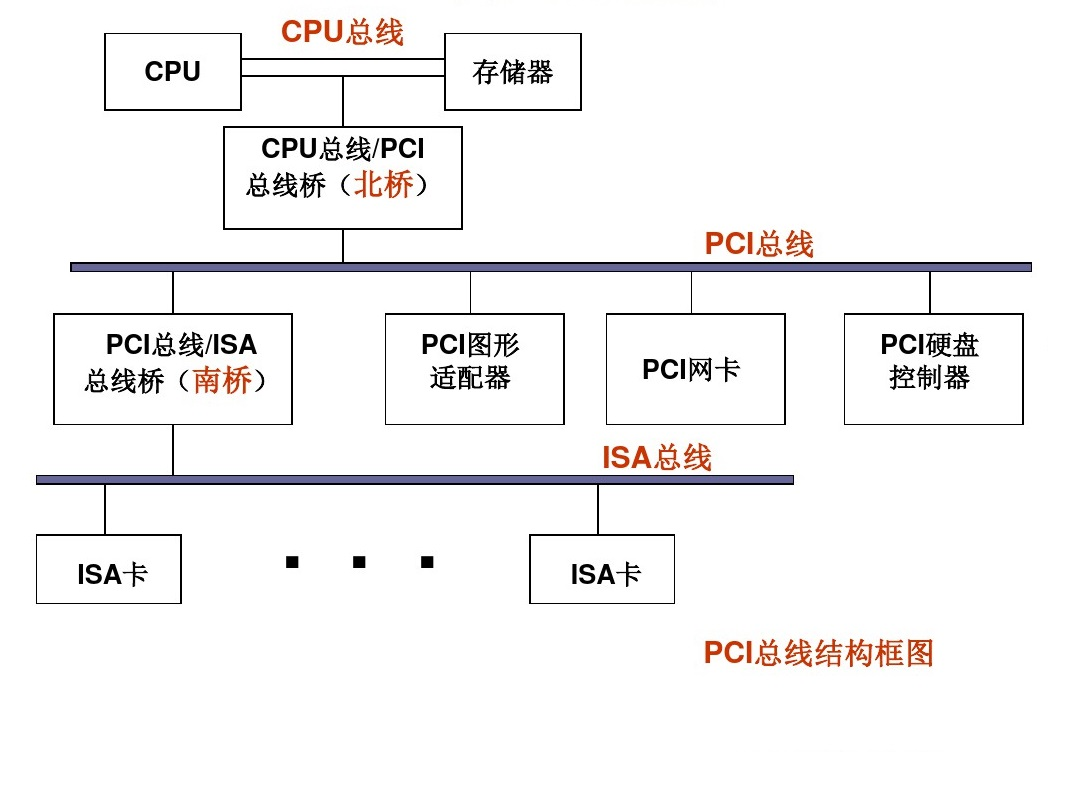 CPU总线
CPU
存储器
CPU总线/PCI
总线桥（北桥）
PCI总线
PCI总线/ISA
总线桥（南桥）
PCI图形
适配器
PCI网卡
PCI硬盘
控制器
ISA总线
ISA卡
ISA卡
PCI总线结构框图